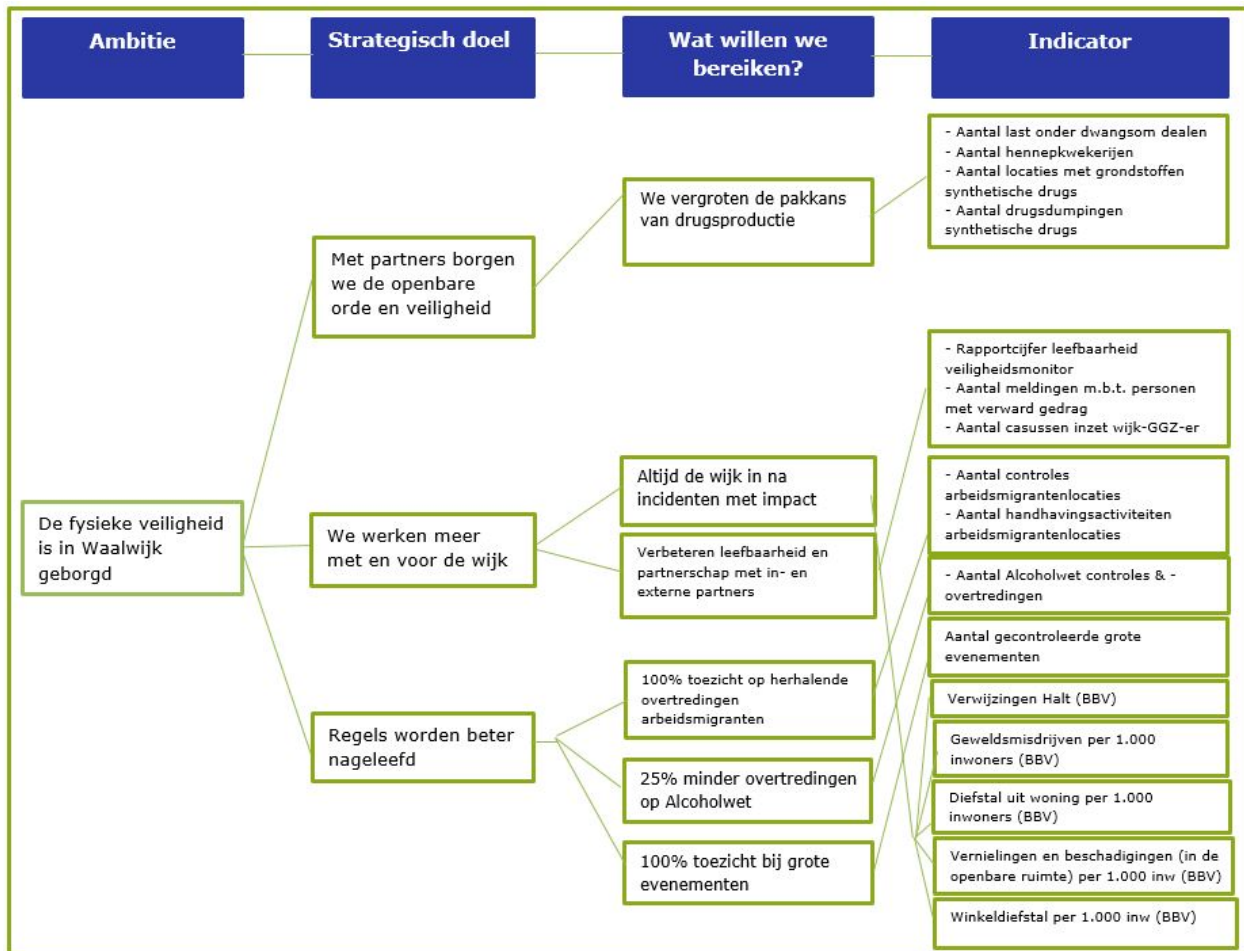 Ambitie
Strategisch doel
Wat willen we
bereiken?
Indicator
De fysieke veiligheid
is in Waalwijk
geborgd
Met partners borgen
we de openbare
orde en veiligheid
We werken meer
met en voor de wijk
Regels worden beter
nageleefd
We vergroten de pakkans
van drugsproductie
Altijd de wijk in na
incidenten met impact
Verbeteren leefbaarheid en
partnerschap met in- en
externe partners
100% toezicht op herhalende
overtredingen
arbeidsmigranten
25% minder overtredingen
op Alcoholwet
100% toezicht bij grote
evenementen
- Aantal last onder dwangsom dealen
- Aantal hennepkwekerijen
- Aantal locaties met grondstoffen
synthetische drugs
- Aantal drugsdumpingen
synthetische drugs
- Rapportcijfer leefbaarheid
veiligheidsmonitor
- Aantal meldingen m.b.t. personen
met verward gedrag
- Aantal casussen inzet wijk-GGZ-er
- Aantal controles
arbeidsmigrantenlocaties
- Aantal handhavingsactiviteiten
arbeidsmigrantenlocaties
- Aantal Alcoholwet controles & -
overtredingen
Aantal gecontroleerde grote
evenementen
Verwijzingen Halt (BBV)
Geweldsmisdrijven per 1.000
inwoners (BBV)
Diefstal uit woning per 1.000
inwoners (BBV)
Vernielingen en beschadigingen (in de
openbare ruimte) per 1.000 inw (BBV)
Winkeldiefstal per 1.000 inw (BBV)